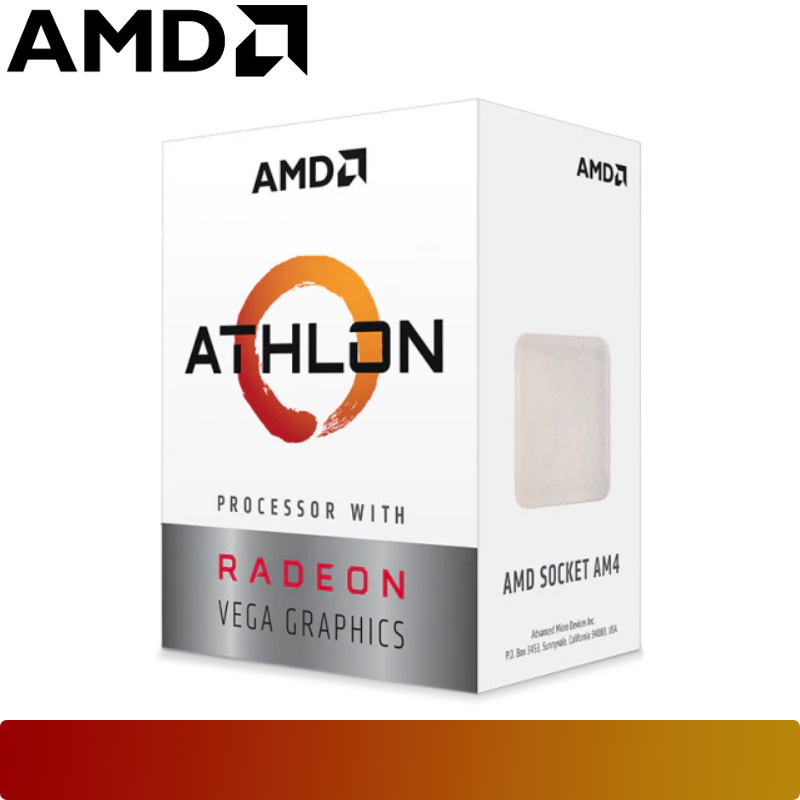 AMD
AMD
ATHLON
PROCESSOR WITH
RADEON
VEGA GRAPHICS
AMD
AMD SOCKET AM4
Advanced Micro Devices Inc.
P.O. Box 3453, Sunnyvale, California 94088, USA